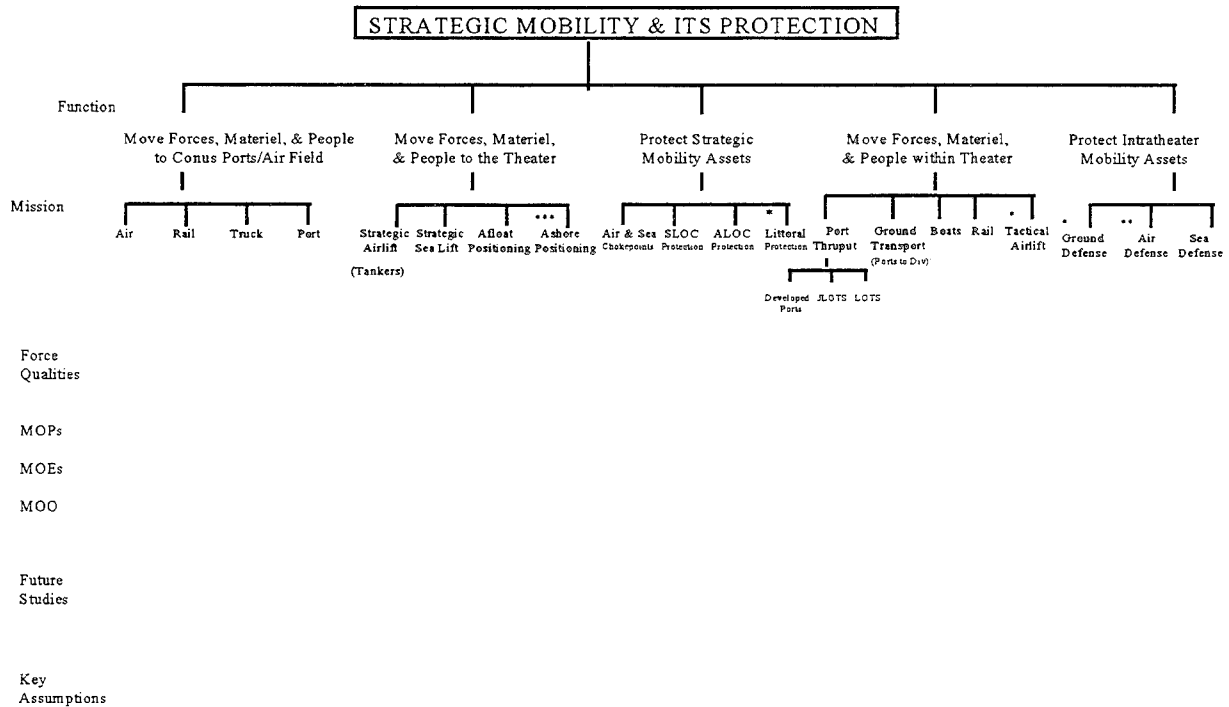 STRATEGIC MOBILITY & ITS PROTECTION
Function
Move Forces, Materiel, & People
to Conus Ports/Air Field
Move Forces, Materiel,
& People to the Theater
Protect Strategic
Mobility Assets
Move Forces, Materiel,
& People within Theater
Protect Intratheater
Mobility Assets
Mission
Air
Rail
Truck
Port
Strategic
Airlift
(Tankers)
Strategic
Sea Lift
Afloat
Positioning
***
Ashore
Positioning
Air & Sea
Chokepoints
SLOC
Protection
ALOC
Protection
*
Littoral
Protection
Port
Thruput
Developed
Ports
JLOTS
LOTS
Ground
Transport
(Ports to Div)
Boats
Rail
*
Tactical
Airlift
*
Ground
Defense
**
Air
Defense
Sea
Defense
Force
Qualities
MOPs
MOEs
MOO
Future
Studies
Key
Assumptions